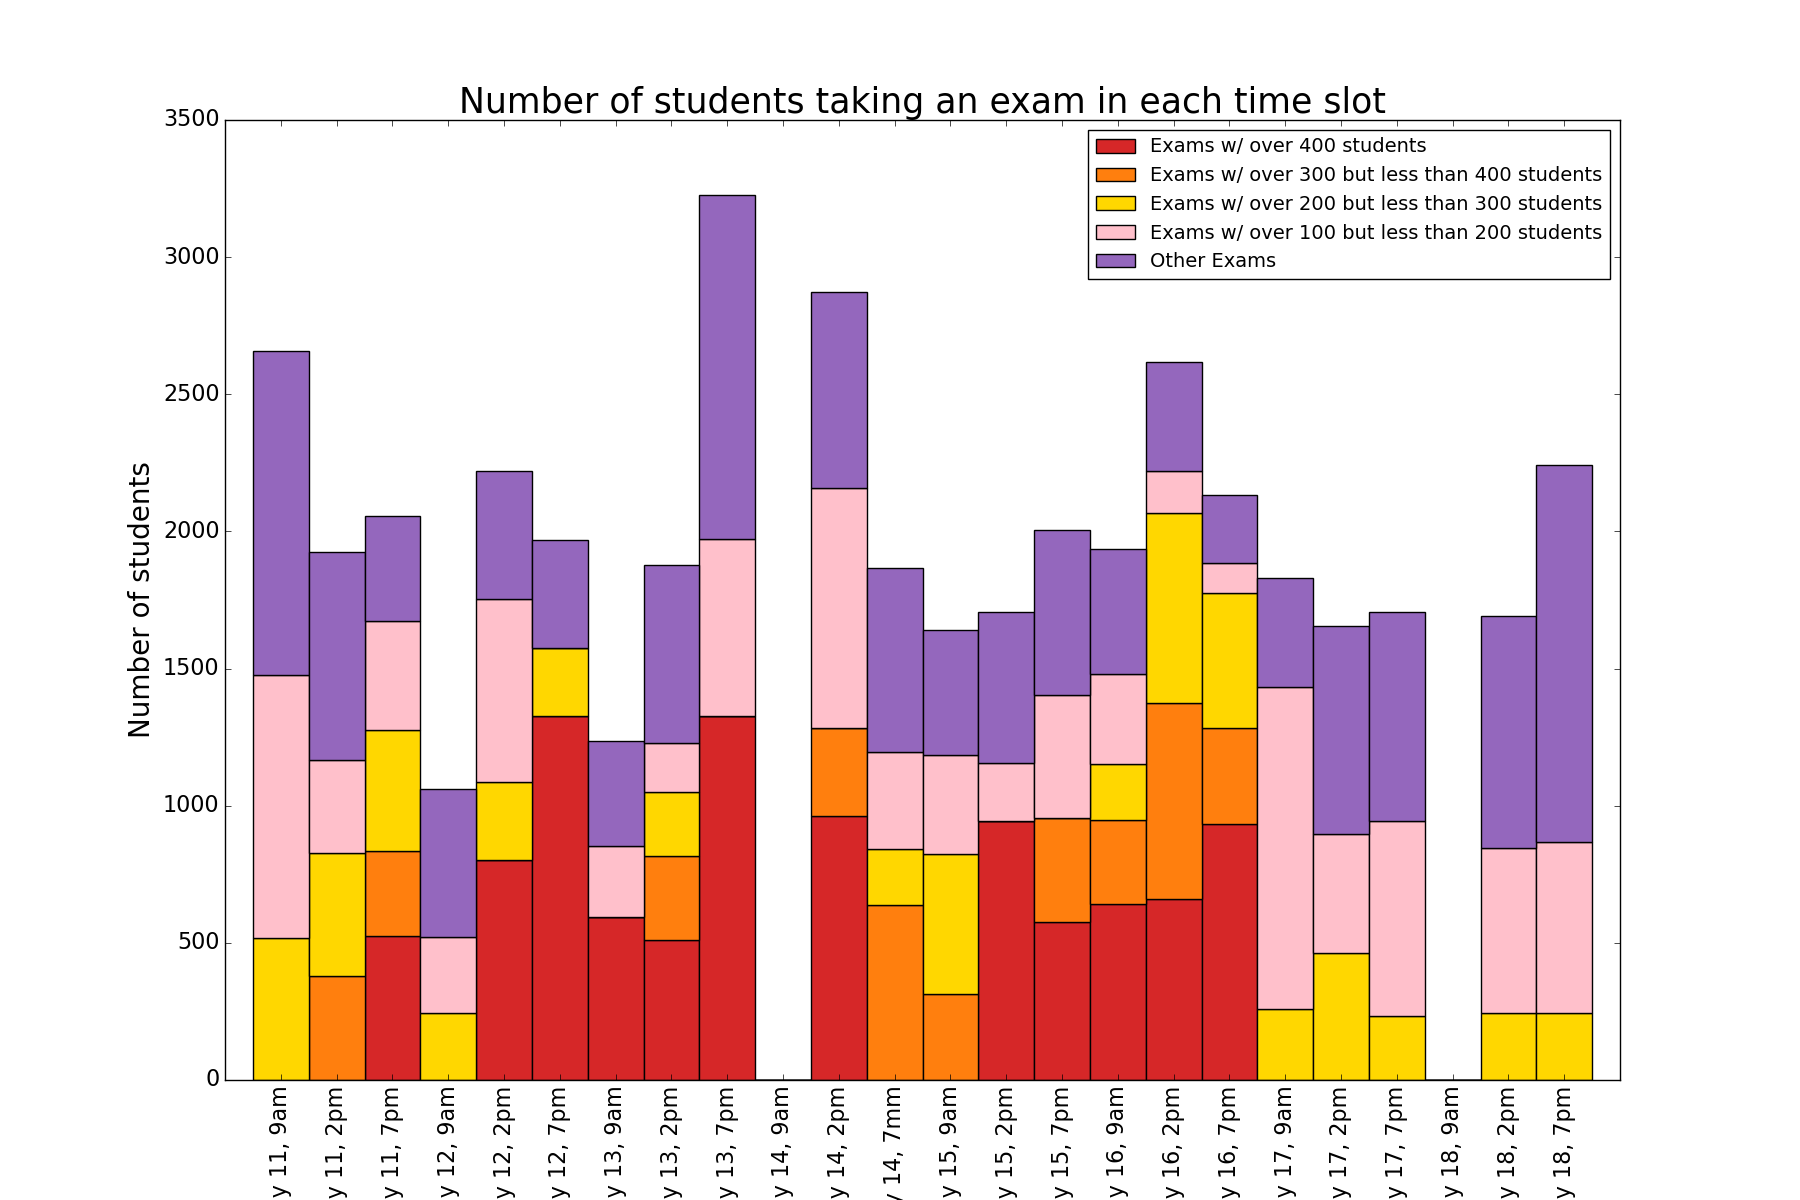 Number of students taking an exam in each time slot
3500
3000
2500
2000
1500
1000
500
0
Number of students
Exams w/ over 400 students
Exams w/ over 300 but less than 400 students
Exams w/ over 200 but less than 300 students
Exams w/ over 100 but less than 200 students
Other Exams
y 11, 9am
y 11, 2pm
y 11, 7pm
y 12, 9am
y 12, 2pm
y 12, 7pm
y 13, 9am
y 13, 2pm
y 13, 7pm
y 14, 9am
y 14, 2pm
y 14, 7mm
y 15, 9am
y 15, 2pm
y 15, 7pm
y 16, 9am
y 16, 2pm
y 16, 7pm
y 17, 9am
y 17, 2pm
y 17, 7pm
y 18, 9am
y 18, 2pm
y 18, 7pm